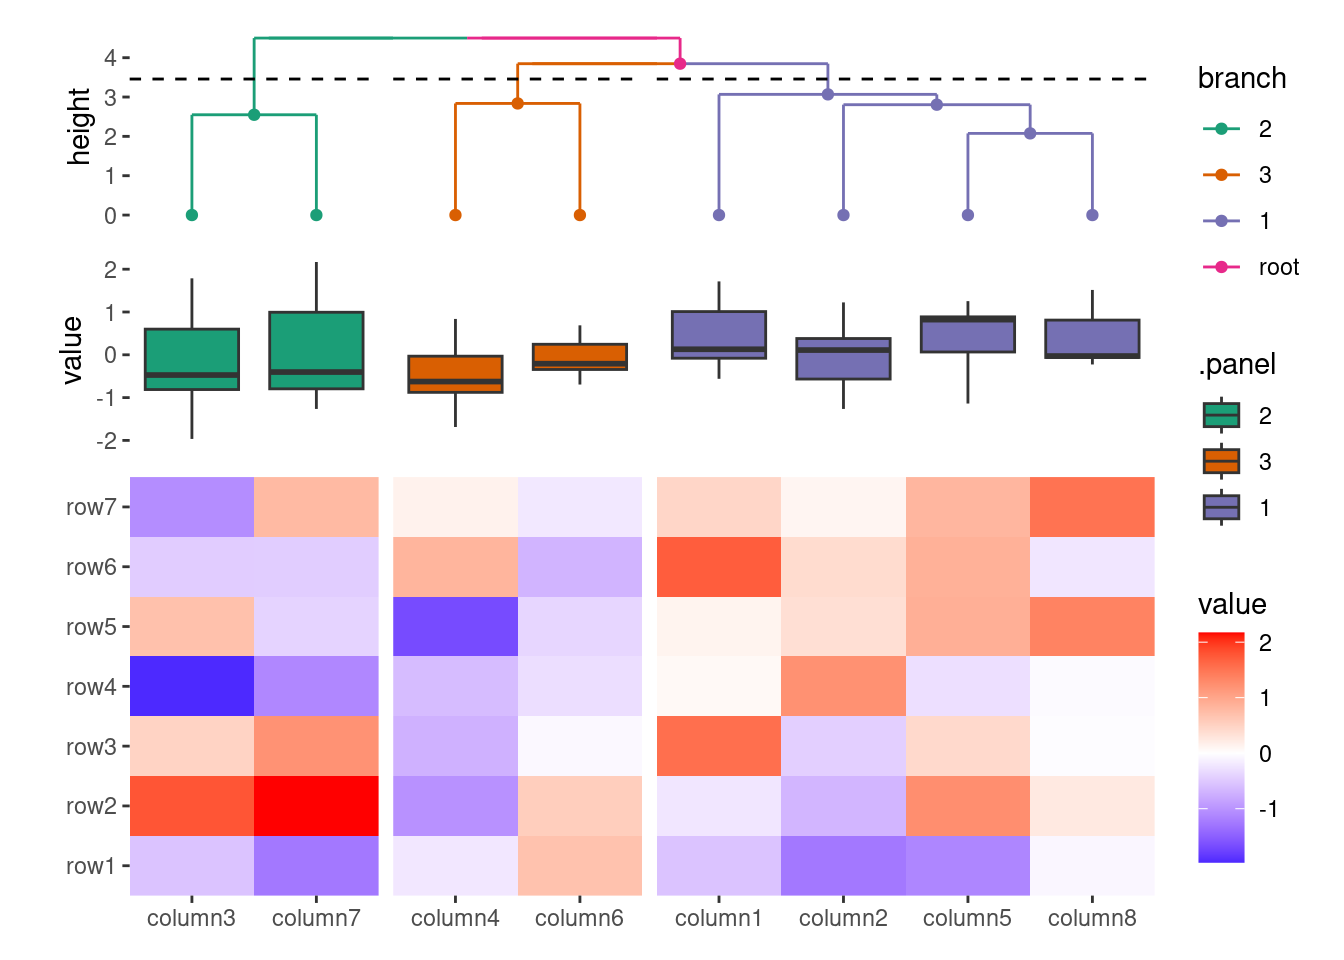 height
4
3
2
1
0
value
2
1
0
-1
-2
row7
row6
row5
row4
row3
row2
row1
column3 column7 column4 column6 column1 column2 column5 column8
branch
2
3
1
root
.panel
2
3
1
value
2
1
0
-1